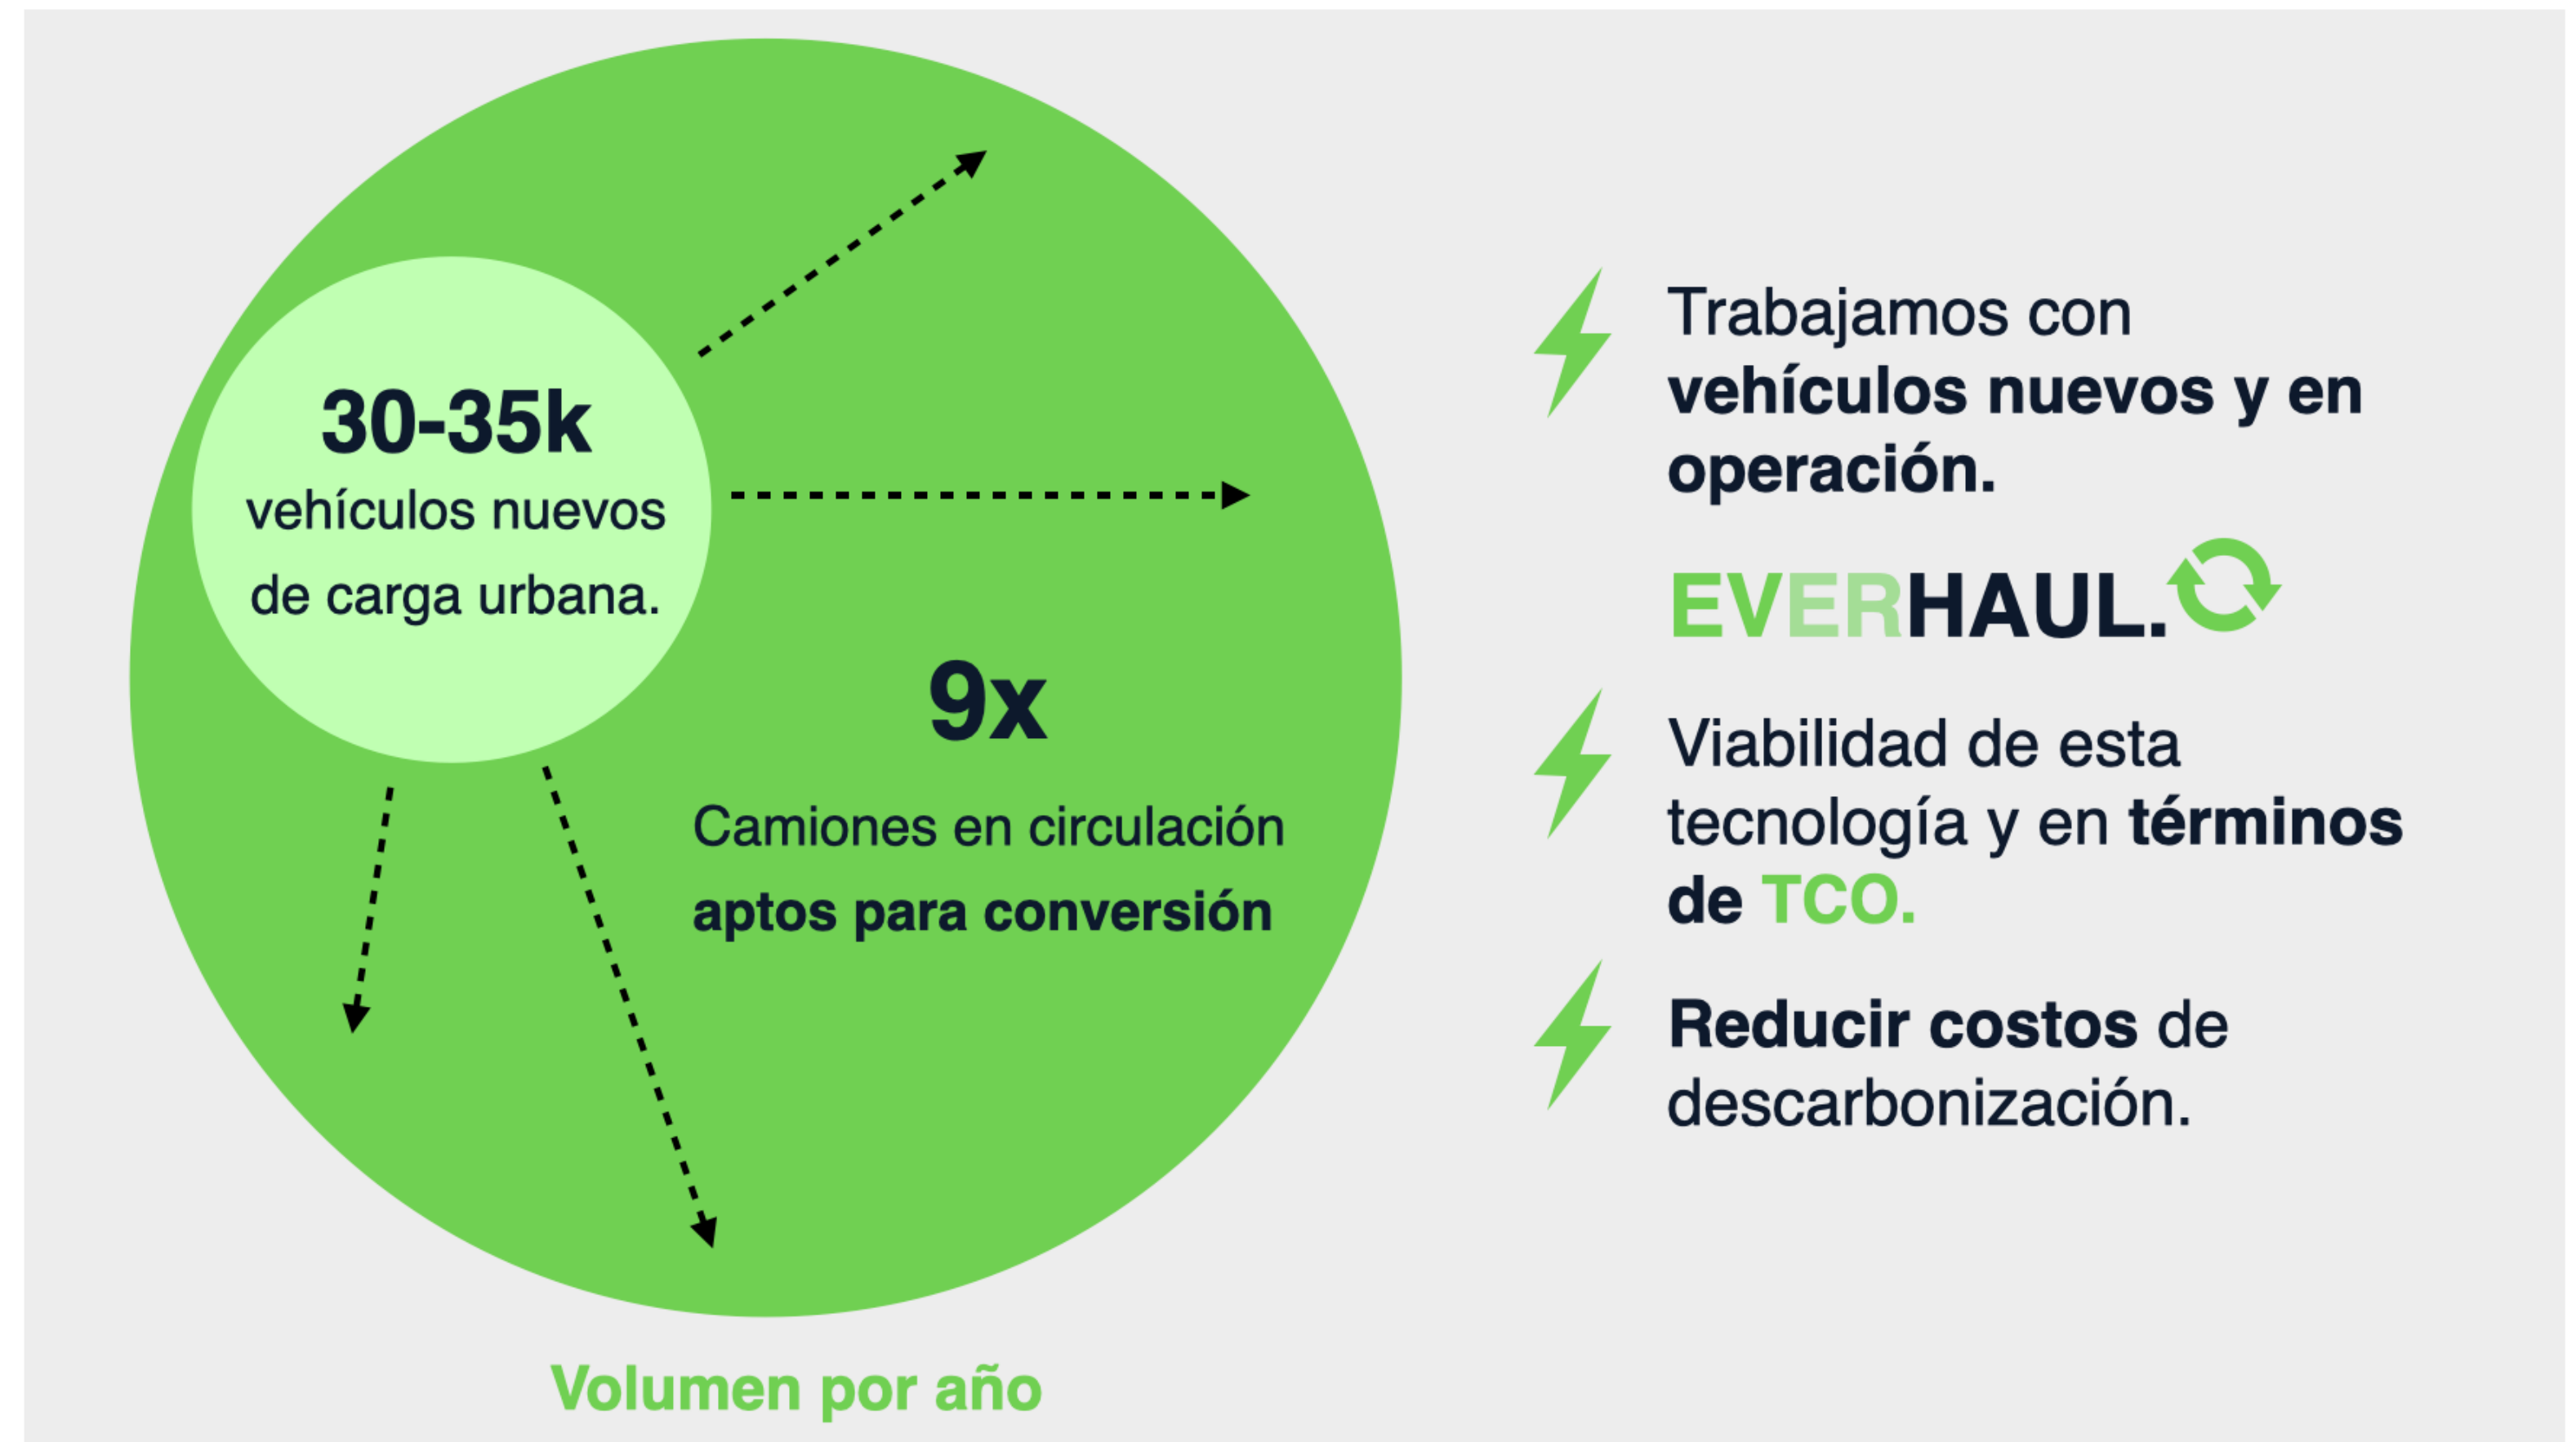 30-35k
vehículos nuevos
de carga urbana.
9x
Camiones en circulación
aptos para conversión
Volumen por año
Trabajamos con
vehículos nuevos y en
operación.
EVERHAUL.
Viabilidad de esta
tecnología y en términos
de TCO.
Reducir costos de
descarbonización.